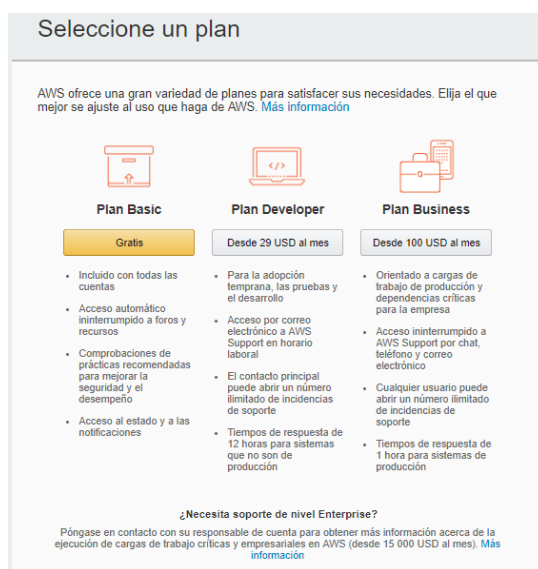 Seleccione un plan
AWS ofrece una gran variedad de planes para satisfacer sus necesidades. Elija el que
mejor se ajuste al uso que haga de AWS. Más información
</>
Plan Basic
Gratis
• Incluido con todas las
cuentas
• Acceso automático
ininterrumpido a foros y
recursos
• Comprobaciones de
prácticas recomendadas
para mejorar la
seguridad y el
desempeño
• Acceso al estado y a las
notificaciones
Plan Developer
Desde 29 USD al mes
• Para la adopción
temprana, las pruebas y
el desarrollo
• Acceso por correo
electrónico a AWS
Support en horario
laboral
• El contacto principal
puede abrir un número
ilimitado de incidencias
de soporte
• Tiempos de respuesta de
12 horas para sistemas
que no son de
producción
Plan Business
Desde 100 USD al mes
• Orientado a cargas de
trabajo de producción y
dependencias críticas
para la empresa
• Acceso ininterrumpido a
AWS Support por chat,
teléfono y correo
electrónico
• Cualquier usuario puede
abrir un número ilimitado
de incidencias de
soporte
• Tiempos de respuesta de
1 hora para sistemas de
producción
¿Necesita soporte de nivel Enterprise?
Póngase en contacto con su responsable de cuenta para obtener más información acerca de la
ejecución de cargas de trabajo críticas y empresariales en AWS (desde 15 000 USD al mes). Más
información